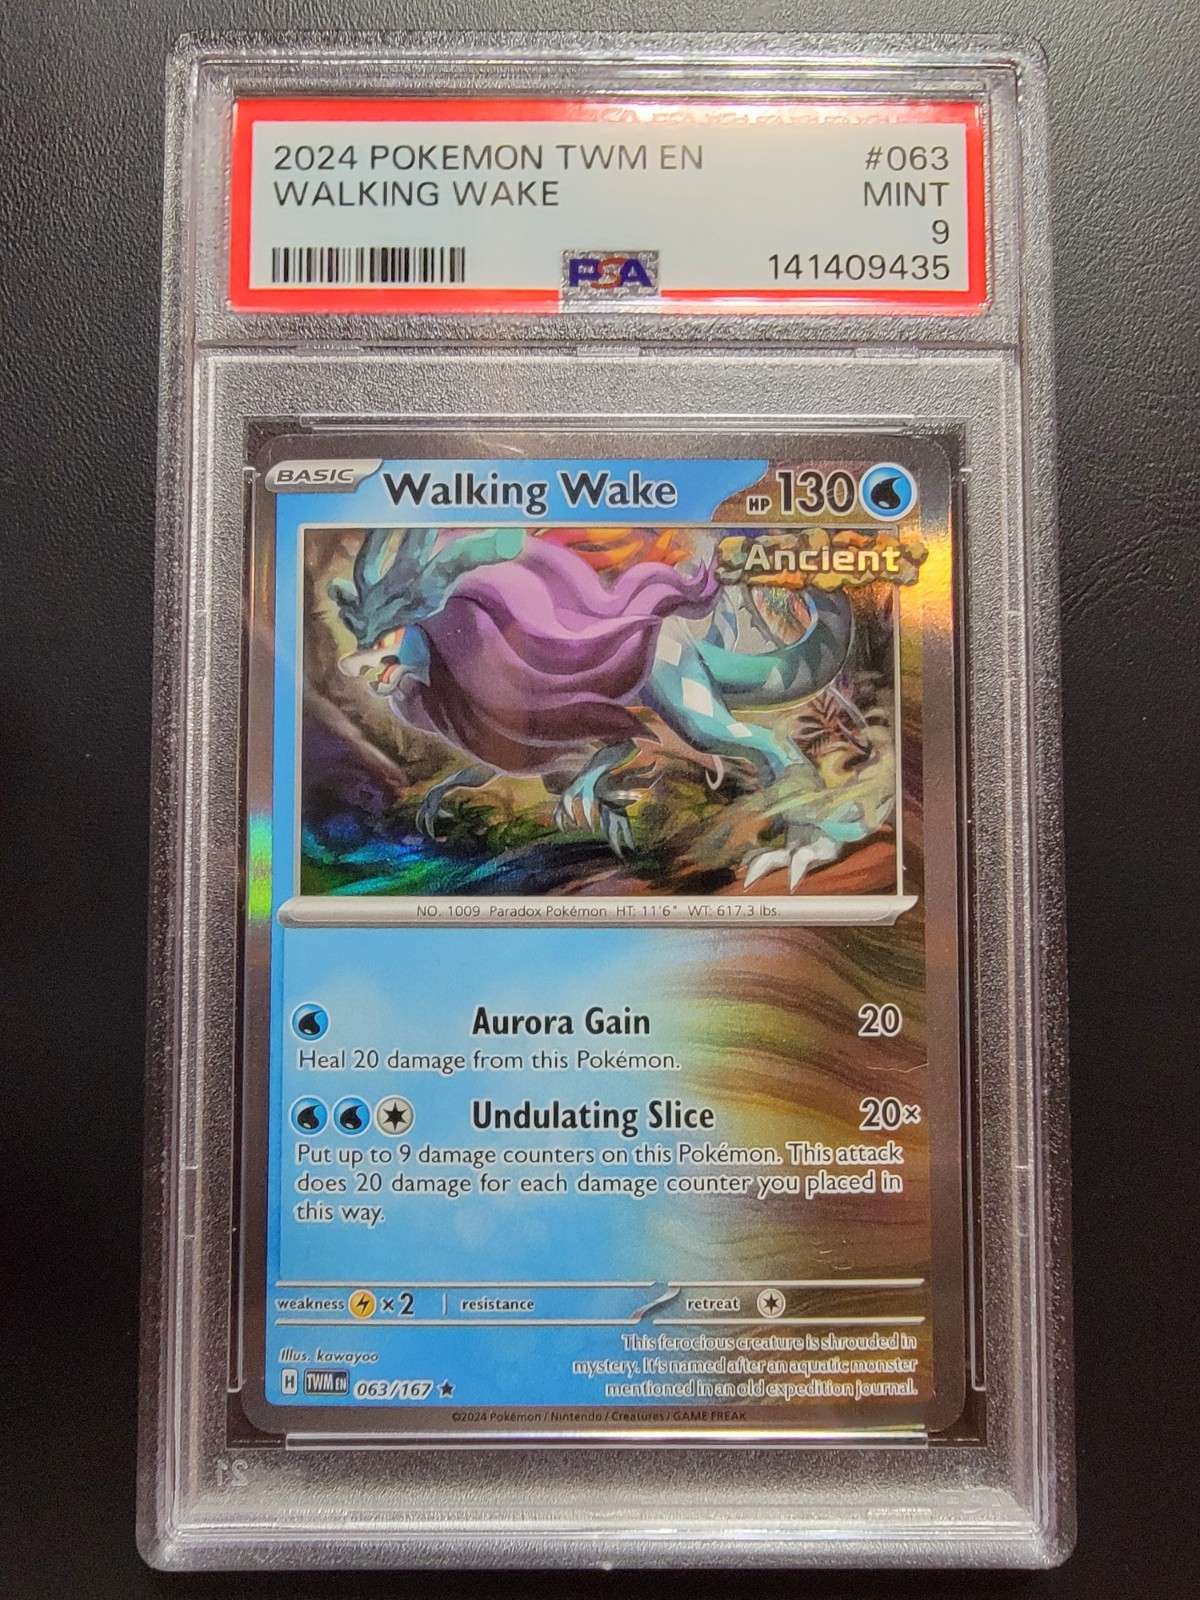 2024 POKEMON TWM EN #063
WALKING WAKE MINT
9
PSA 141409435
BASIC Walking Wake HP 130
Ancient
NO. 1009 Paradox Pokémon HT: 11'6" WT: 617.3 lbs.
Aurora Gain 20
Heal 20 damage from this Pokémon.
Undulating Slice 20×
Put up to 9 damage counters on this Pokémon. This attack
does 20 damage for each damage counter you placed in
this way.
weakness ×2 resistance retreat
Illus. kawayoo
This ferocious creature is shrouded in
mystery. It's named after an aquatic monster
mentioned in an old expedition journal.
H TWM EN 063/167 ★
©2024 Pokémon / Nintendo / Creatures / GAME FREAK